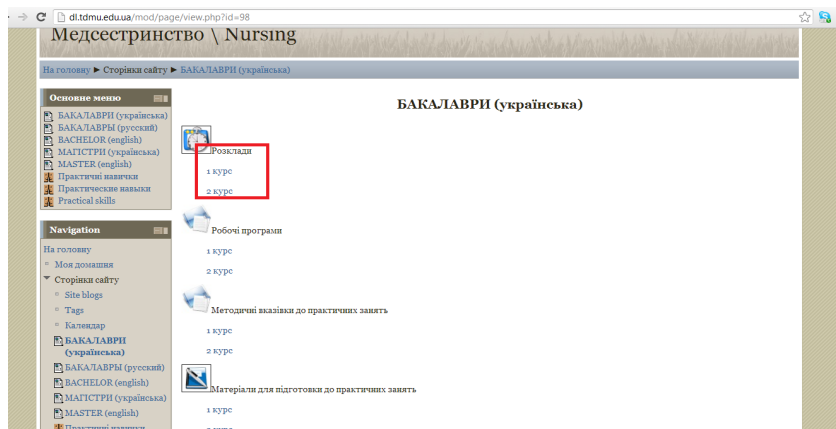 dl.tdmu.edu.ua/mod/page/view.php?id=98
Медсестринство \ Nursing
На головну ► Сторінки сайту ► БАКАЛАВРИ (українська)
Основне меню
БАКАЛАВРИ (українська)
БАКАЛАВРЫ (русский)
BACHELOR (english)
МАГІСТРИ (українська)
MASTER (english)
Практичні навички
Практические навыки
Practical skills
Navigation
На головну
Моя домашня
Сторінки сайту
Site blogs
Tags
Календар
БАКАЛАВРИ
(українська)
БАКАЛАВРЫ (русский)
BACHELOR (english)
МАГІСТРИ (українська)
MASTER (english)
Практичні навички
БАКАЛАВРИ (українська)
Розклади
1 курс
2 курс
Робочі програми
1 курс
2 курс
Методичні вказівки до практичних занять
1 курс
2 курс
Матеріали для підготовки до практичних занять
1 курс
2 курс